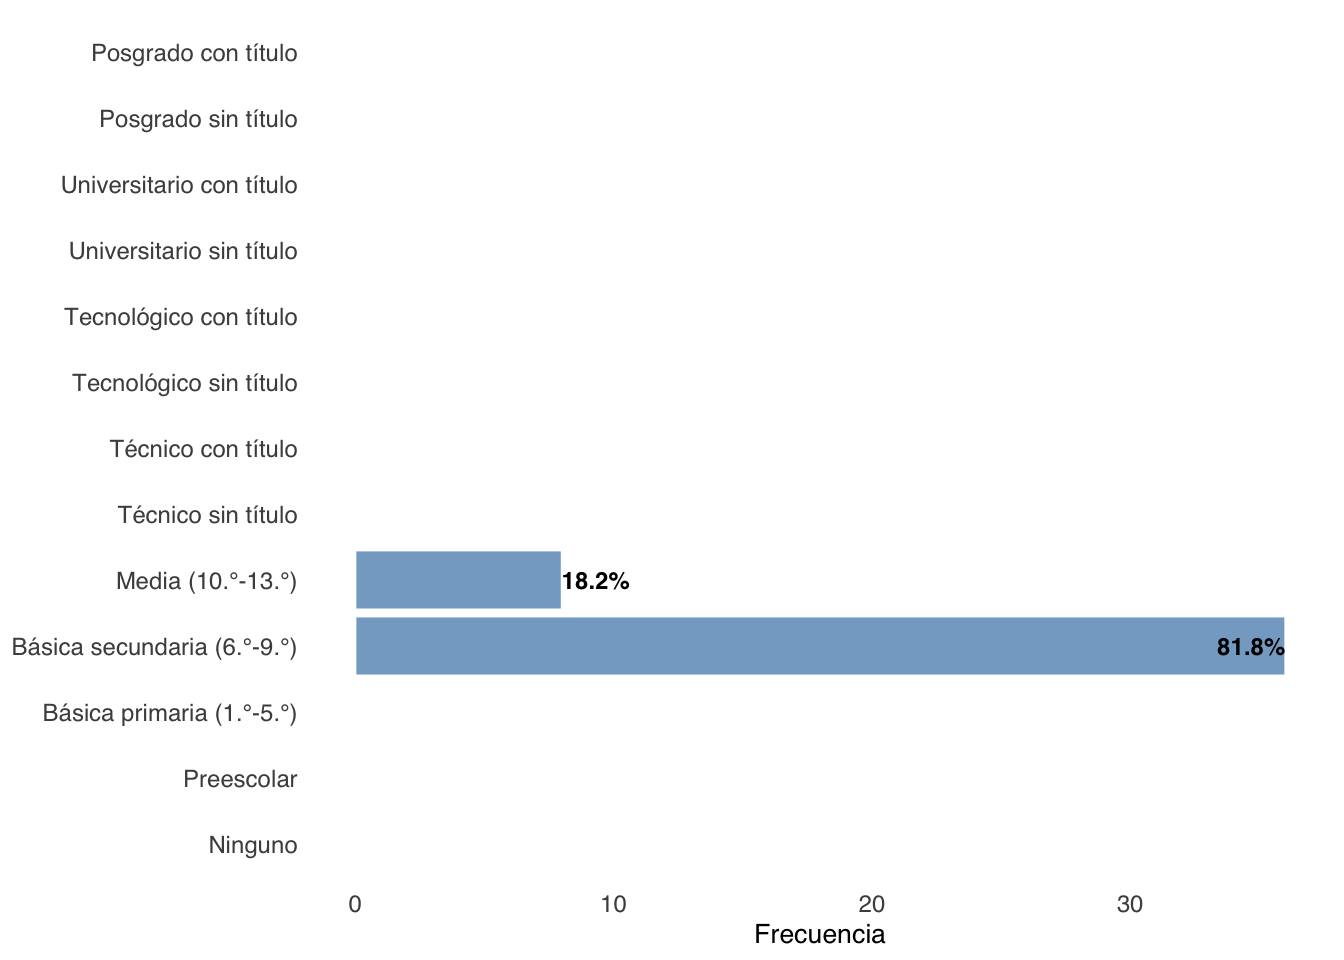 Posgrado con título
Posgrado sin título
Universitario con título
Universitario sin título
Tecnológico con título
Tecnológico sin título
Técnico con título
Técnico sin título
Media (10.°-13.°)
18.2%
Básica secundaria (6.°-9.°)
81.8%
Básica primaria (1.°-5.°)
Preescolar
Ninguno
0 10 20 30
Frecuencia